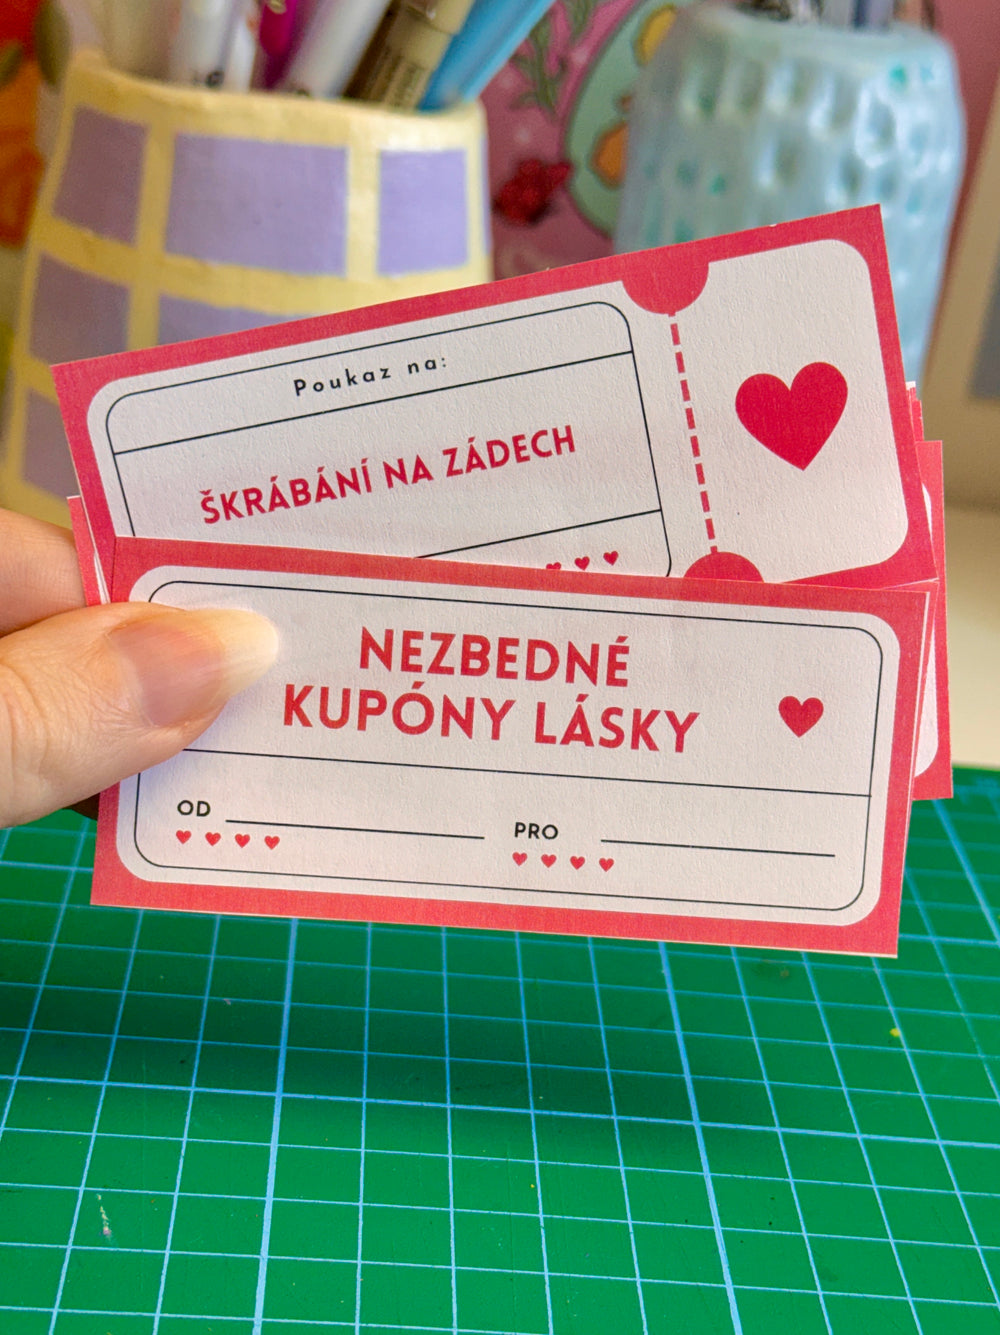 Poukaz na:
ŠKRÁBÁNÍ NA ZÁDECH
NEZBEDNÉ
KUPÓNY LÁSKY
OD
PRO